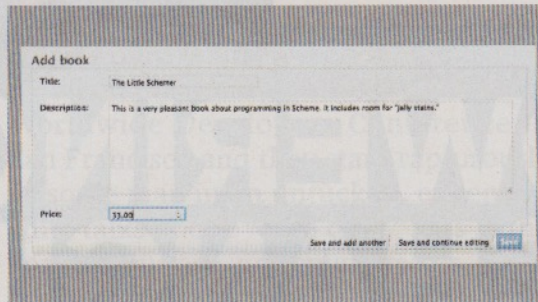 Add book
Title: The Little Schemer
Description: This is a very pleasant book about programming in Scheme. It includes room for "jelly stains."
Price: 33.00
Save and add another Save and continue editing Save